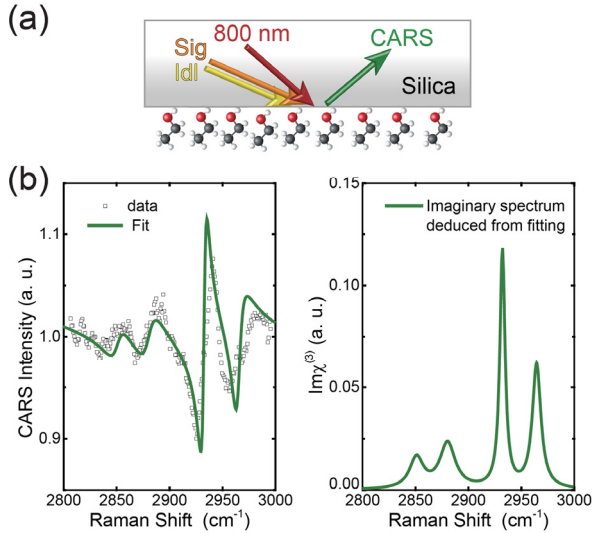 (a)
800 nm
CARS
Sig
Idl
Silica
(b)
data
Fit
CARS Intensity (a. u.)
1.1
1.0
0.9
2800 2850 2900 2950 3000
Raman Shift (cm⁻¹)
Imaginary spectrum
deduced from fitting
Imχ⁽³⁾ (a. u.)
0.15
0.10
0.05
0.00
2800 2850 2900 2950 3000
Raman Shift (cm⁻¹)